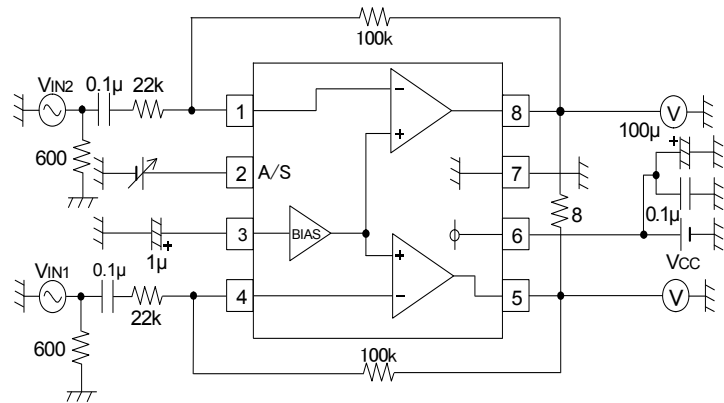 100k
VIN2 0.1μ 22k
1
8
V
100μ +
600
2 A/S
7
8
0.1μ
3 BIAS
6
1μ +
VCC
VIN1 0.1μ 22k
4
5
V
600
100k
- +
+ -